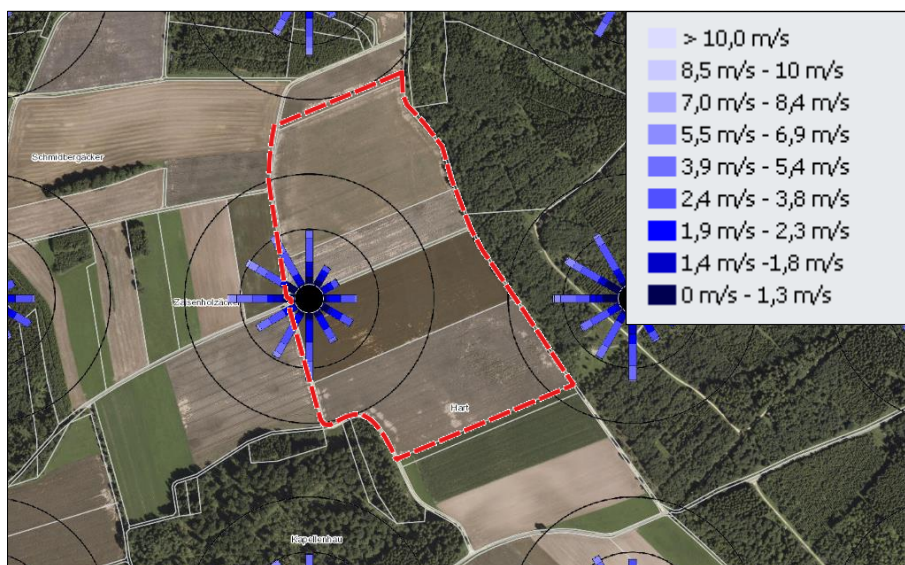 > 10,0 m/s
8,5 m/s - 10 m/s
7,0 m/s - 8,4 m/s
5,5 m/s - 6,9 m/s
3,9 m/s - 5,4 m/s
2,4 m/s - 3,8 m/s
1,9 m/s - 2,3 m/s
1,4 m/s -1,8 m/s
0 m/s - 1,3 m/s
Schmidbergäcker
Hart
Kapellenhau